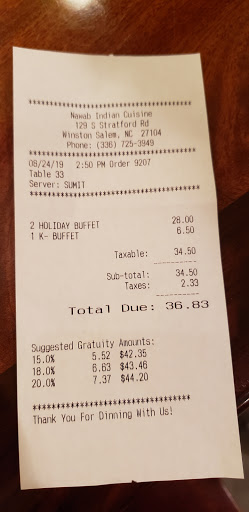 ******************************
Nawab Indian Cuisine
129 S Stratford Rd
Winston Salem, NC 27104
Phone: (336) 725-3949
******************************
08/24/19 2:50 PM Order 9207
Table 33
Server: SUMIT
******************************
2 HOLIDAY BUFFET 28.00
1 K- BUFFET 6.50
Taxable: 34.50
----------
Sub-total: 34.50
Taxes: 2.33
----------
Total Due: 36.83
Suggested Gratuity Amounts:
15.0% 5.52 $42.35
18.0% 6.63 $43.46
20.0% 7.37 $44.20
******************************
Thank You For Dinning With Us!